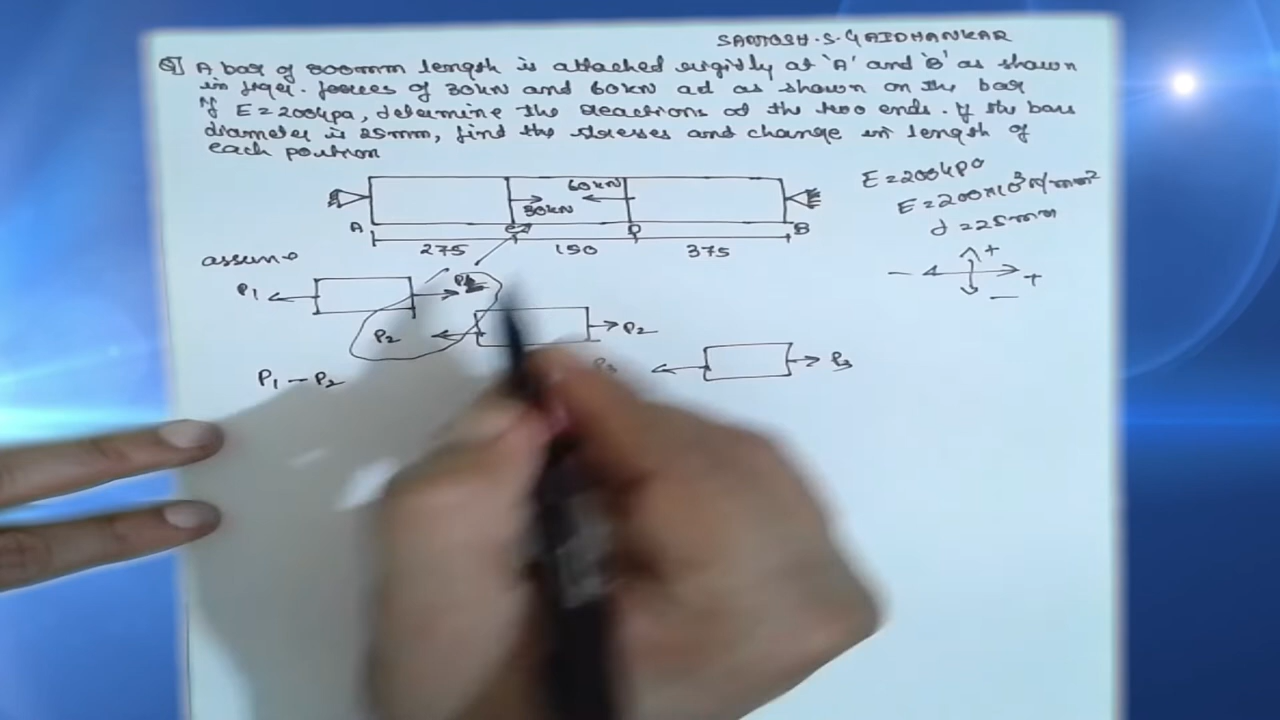 SANTOSH.S.GAIDHANKAR
Q] A bar of 800mm length is attached rigidly at 'A' and 'B' as shown
in figer. forces of 30kN and 60kN act as shown on the bar
if E=200Gpa, determine the reactions at the two ends. If the bars
diameter is 25mm, find the stresses and change in length of
each portion
E=200Gpa
E=200×10³N/mm²
d=25mm
60kN
30kN
A C D B
275 150 375
assume
+
- +
-
P1
P2 P2
P3 P3
P1 - P2